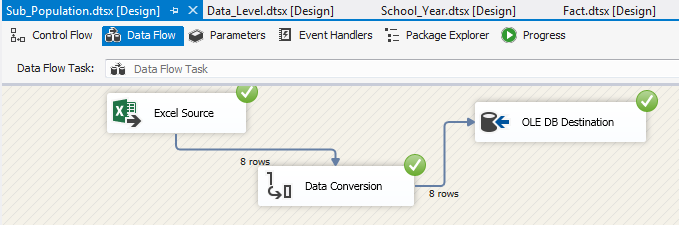 Sub_Population.dtsx [Design] Data_Level.dtsx [Design] School_Year.dtsx [Design] Fact.dtsx [Design]
Control Flow Data Flow Parameters Event Handlers Package Explorer Progress
Data Flow Task: Data Flow Task
Excel Source
OLE DB Destination
8 rows
Data Conversion
8 rows